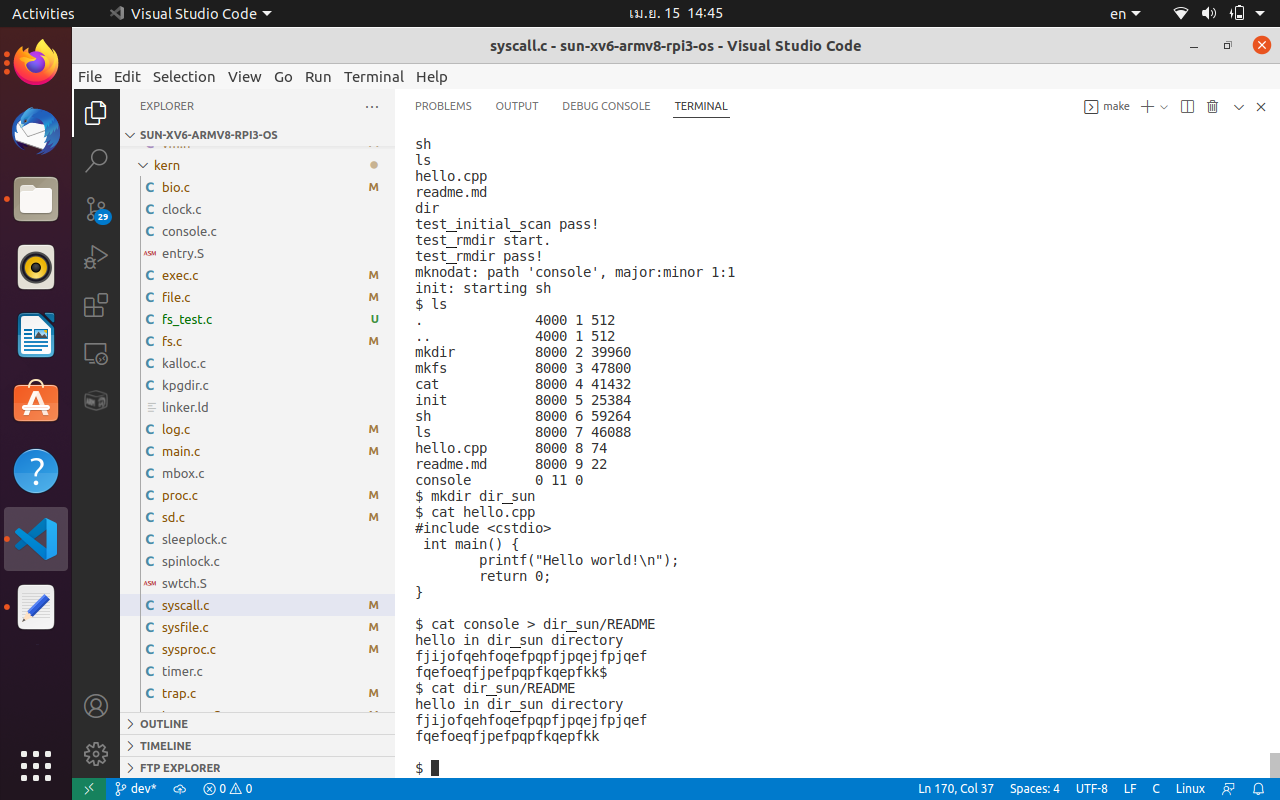 Activities
Visual Studio Code
เม.ย. 15 14:45
en
syscall.c - sun-xv6-armv8-rpi3-os - Visual Studio Code
File Edit Selection View Go Run Terminal Help
EXPLORER
SUN-XV6-ARMV8-RPI3-OS
kern
bio.c M
clock.c
console.c
ASM entry.S
exec.c M
file.c M
fs_test.c U
fs.c M
kalloc.c
kpgdir.c
linker.ld
log.c M
main.c M
mbox.c
proc.c M
sd.c M
sleeplock.c
spinlock.c
ASM swtch.S
syscall.c M
sysfile.c M
sysproc.c M
timer.c
trap.c M
OUTLINE
TIMELINE
FTP EXPLORER
29
PROBLEMS OUTPUT DEBUG CONSOLE TERMINAL
make
sh
ls
hello.cpp
readme.md
dir
test_initial_scan pass!
test_rmdir start.
test_rmdir pass!
mknodat: path 'console', major:minor 1:1
init: starting sh
$ ls
. 4000 1 512
.. 4000 1 512
mkdir 8000 2 39960
mkfs 8000 3 47800
cat 8000 4 41432
init 8000 5 25384
sh 8000 6 59264
ls 8000 7 46088
hello.cpp 8000 8 74
readme.md 8000 9 22
console 0 11 0
$ mkdir dir_sun
$ cat hello.cpp
#include <cstdio>
int main() {
printf("Hello world!\n");
return 0;
}
$ cat console > dir_sun/README
hello in dir_sun directory
fjijofqehfoqefpqpfjpqejfpjqef
fqefoeqfjpefpqpfkqepfkk$
$ cat dir_sun/README
hello in dir_sun directory
fjijofqehfoqefpqpfjpqejfpjqef
fqefoeqfjpefpqpfkqepfkk
$
dev* 0 0
Ln 170, Col 37 Spaces: 4 UTF-8 LF C Linux